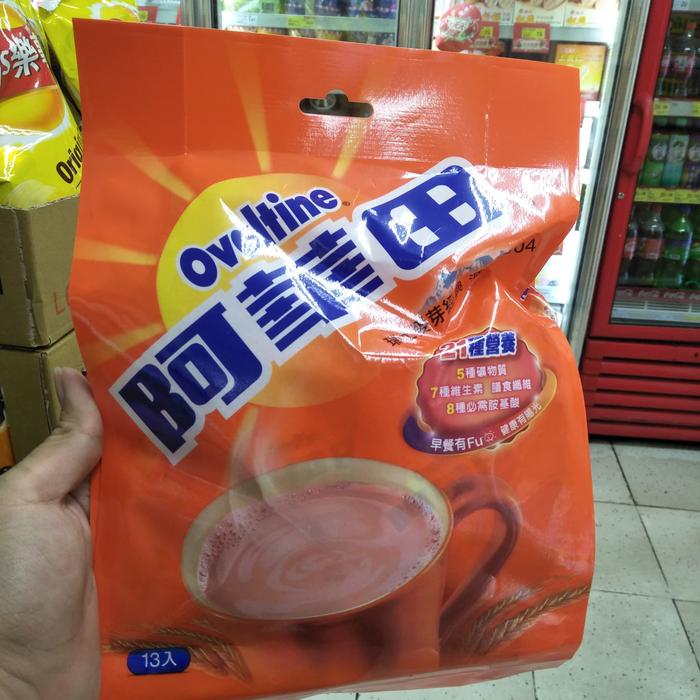 Ovaltine
阿華田
21種營養
5種礦物質
7種維生素 膳食纖維
8種必需胺基酸
早餐有Fu 健康有陽光
13入
Original